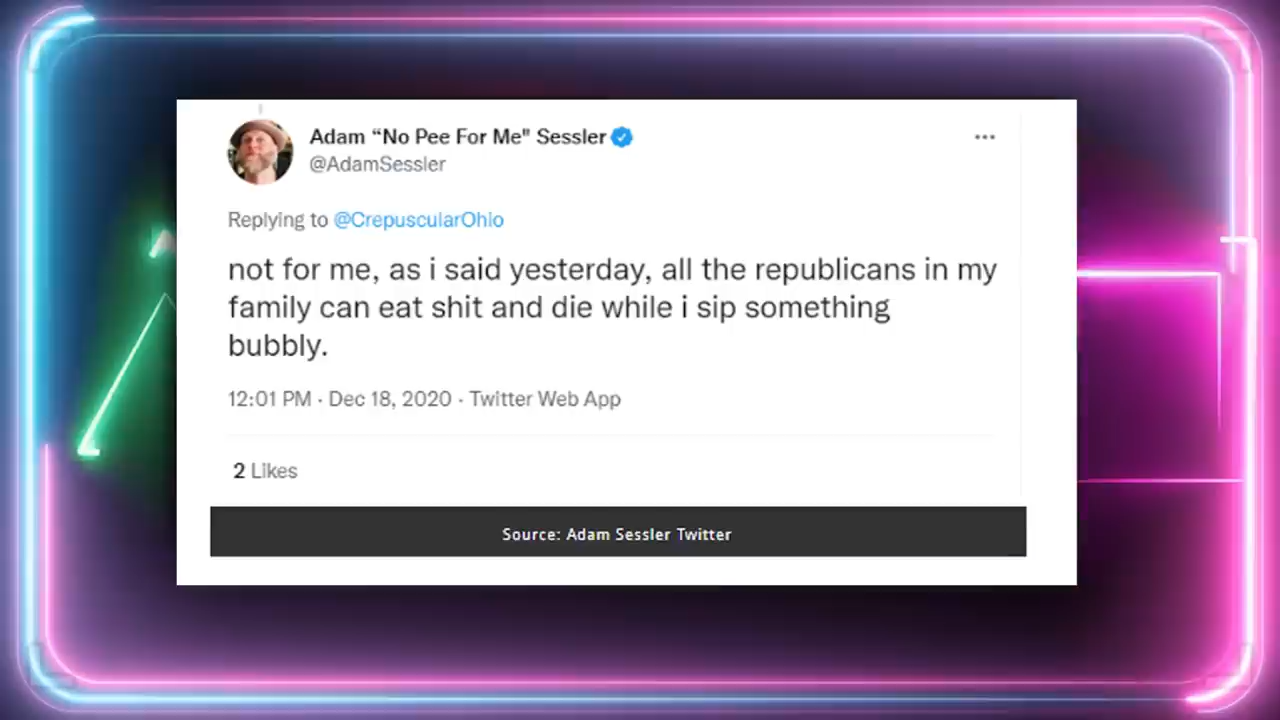 Adam “No Pee For Me" Sessler
@AdamSessler
Replying to @CrepuscularOhio
not for me, as i said yesterday, all the republicans in my
family can eat shit and die while i sip something
bubbly.
12:01 PM · Dec 18, 2020 · Twitter Web App
2 Likes
Source: Adam Sessler Twitter